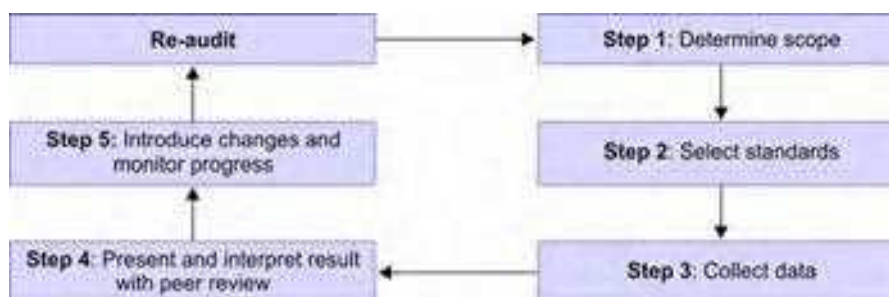 Re-audit
Step 1: Determine scope
Step 5: Introduce changes and
monitor progress
Step 2: Select standards
Step 4: Present and interpret result
with peer review
Step 3: Collect data